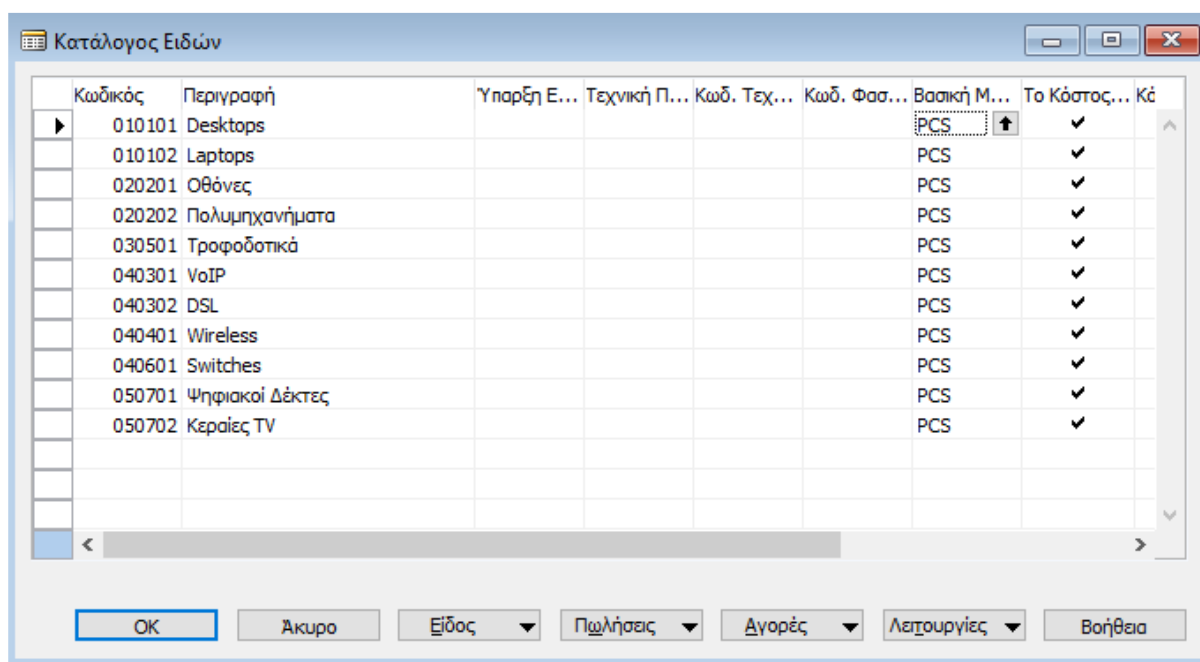 Κατάλογος Ειδών
Κωδικός Περιγραφή Ύπαρξη Ε... Τεχνική Π... Κωδ. Τεχ... Κωδ. Φασ... Βασική Μ... Το Κόστος... Κό
010101 Desktops PCS
010102 Laptops PCS
020201 Οθόνες PCS
020202 Πολυμηχανήματα PCS
030501 Τροφοδοτικά PCS
040301 VoIP PCS
040302 DSL PCS
040401 Wireless PCS
040601 Switches PCS
050701 Ψηφιακοί Δέκτες PCS
050702 Κεραίες TV PCS
OK Άκυρο Είδος Πωλήσεις Αγορές Λειτουργίες Βοήθεια